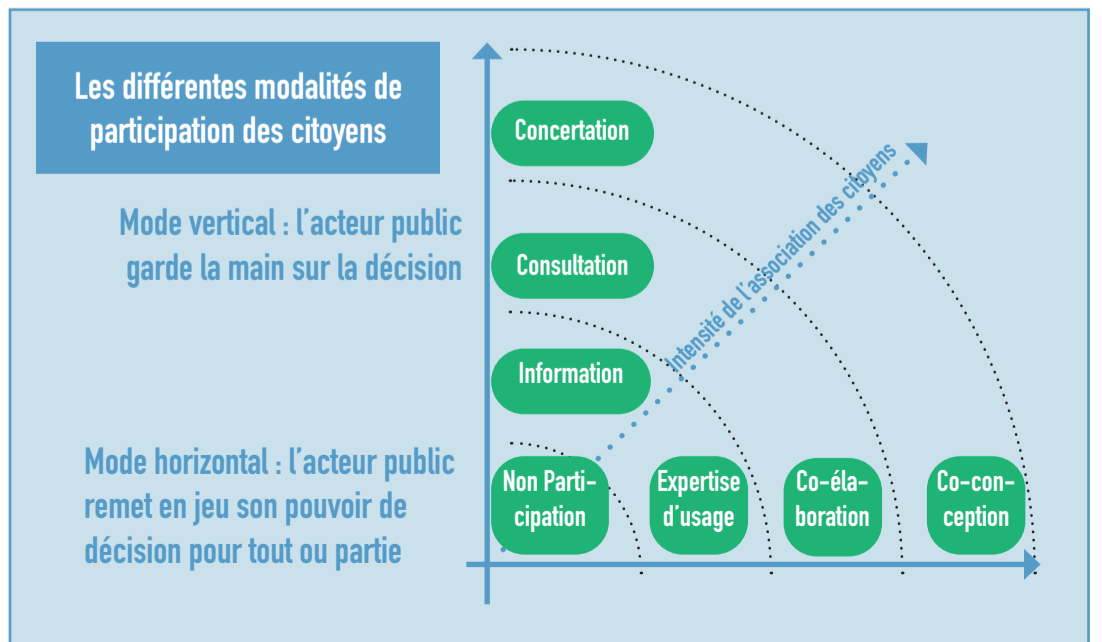 Les différentes modalités de
participation des citoyens
Mode vertical : l'acteur public
garde la main sur la décision
Mode horizontal : l'acteur public
remet en jeu son pouvoir de
décision pour tout ou partie
Concertation
Consultation
Information
Non Parti-
cipation
Expertise
d'usage
Co-éla-
boration
Co-con-
ception
Intensité de l'association des citoyens